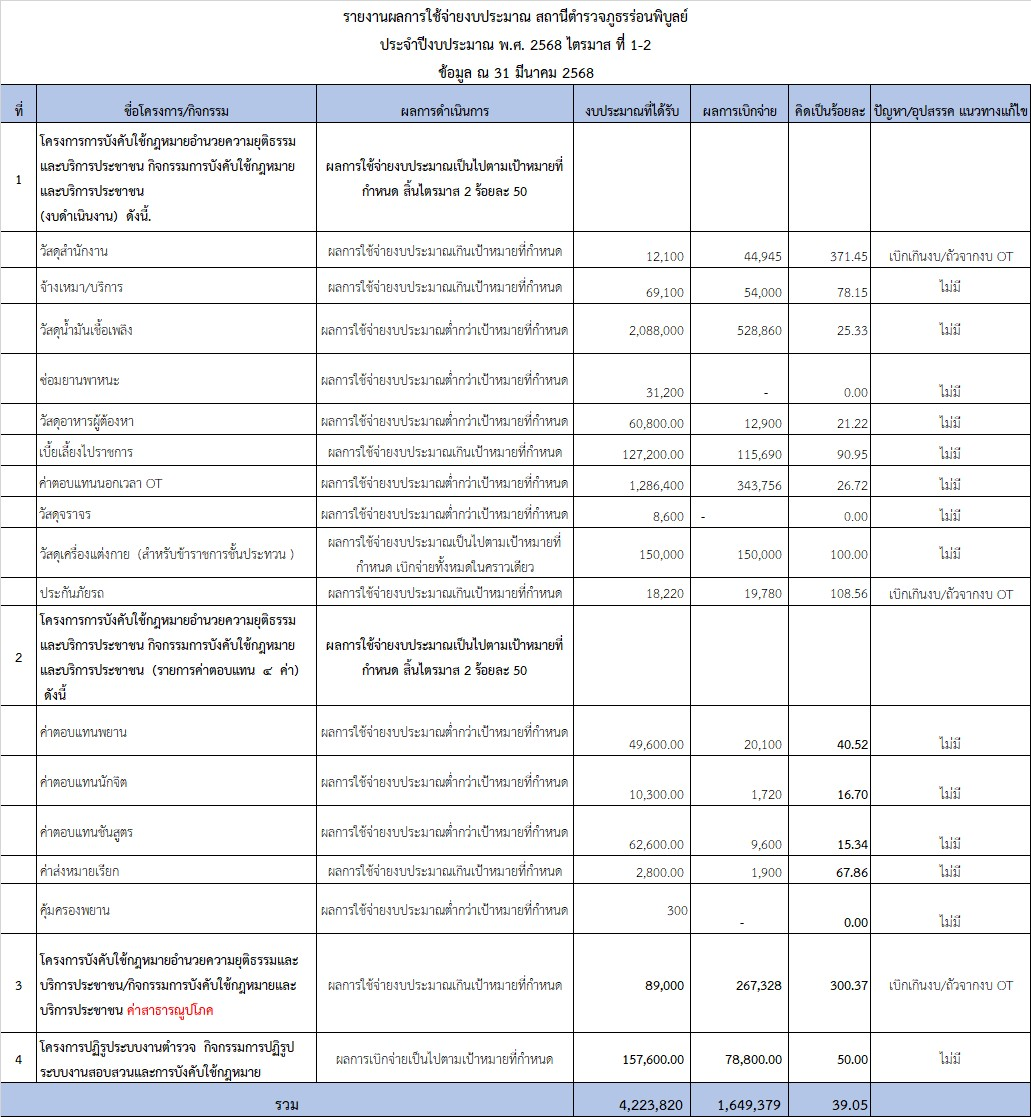 รายงานผลการใช้จ่ายงบประมาณ สถานีตำรวจภูธรร่อนพิบูลย์
ประจำปีงบประมาณ พ.ศ. 2568 ไตรมาส ที่ 1-2
ข้อมูล ณ 31 มีนาคม 2568
ที่ ชื่อโครงการ/กิจกรรม ผลการดำเนินการ งบประมาณที่ได้รับ ผลการเบิกจ่าย คิดเป็นร้อยละ ปัญหา/อุปสรรค แนวทางแก้ไข
1 โครงการการบังคับใช้กฎหมายอำนวยความยุติธรรม
และบริการประชาชน กิจกรรมการบังคับใช้กฎหมาย
และบริการประชาชน
(งบดำเนินงาน) ดังนี้.
ผลการใช้จ่ายงบประมาณเป็นไปตามเป้าหมายที่
กำหนด สิ้นไตรมาส 2 ร้อยละ 50
วัสดุสำนักงาน ผลการใช้จ่ายงบประมาณเกินเป้าหมายที่กำหนด 12,100 44,945 371.45 เบิกเกินงบ/ถัวจากงบ OT
จ้างเหมา/บริการ ผลการใช้จ่ายงบประมาณเกินเป้าหมายที่กำหนด 69,100 54,000 78.15 ไม่มี
วัสดุน้ำมันเชื้อเพลิง ผลการใช้จ่ายงบประมาณต่ำกว่าเป้าหมายที่กำหนด 2,088,000 528,860 25.33 ไม่มี
ซ่อมยานพาหนะ ผลการใช้จ่ายงบประมาณต่ำกว่าเป้าหมายที่กำหนด 31,200 - 0.00 ไม่มี
วัสดุอาหารผู้ต้องหา ผลการใช้จ่ายงบประมาณต่ำกว่าเป้าหมายที่กำหนด 60,800.00 12,900 21.22 ไม่มี
เบี้ยเลี้ยงไปราชการ ผลการใช้จ่ายงบประมาณเกินเป้าหมายที่กำหนด 127,200.00 115,690 90.95 ไม่มี
ค่าตอบแทนนอกเวลา OT ผลการใช้จ่ายงบประมาณต่ำกว่าเป้าหมายที่กำหนด 1,286,400 343,756 26.72 ไม่มี
วัสดุจราจร ผลการใช้จ่ายงบประมาณต่ำกว่าเป้าหมายที่กำหนด 8,600 - 0.00 ไม่มี
วัสดุเครื่องแต่งกาย (สำหรับข้าราชการชั้นประทวน ) ผลการใช้จ่ายงบประมาณเป็นไปตามเป้าหมายที่
กำหนด เบิกจ่ายทั้งหมดในคราวเดียว 150,000 150,000 100.00 ไม่มี
ประกันภัยรถ ผลการใช้จ่ายงบประมาณเกินเป้าหมายที่กำหนด 18,220 19,780 108.56 เบิกเกินงบ/ถัวจากงบ OT
2 โครงการการบังคับใช้กฎหมายอำนวยความยุติธรรม
และบริการประชาชน กิจกรรมการบังคับใช้กฎหมาย
และบริการประชาชน (รายการค่าตอบแทน ๔ ค่า)
ดังนี้
ผลการใช้จ่ายงบประมาณเป็นไปตามเป้าหมายที่
กำหนด สิ้นไตรมาส 2 ร้อยละ 50
ค่าตอบแทนพยาน ผลการใช้จ่ายงบประมาณต่ำกว่าเป้าหมายที่กำหนด 49,600.00 20,100 40.52 ไม่มี
ค่าตอบแทนนักจิต ผลการใช้จ่ายงบประมาณต่ำกว่าเป้าหมายที่กำหนด 10,300.00 1,720 16.70 ไม่มี
ค่าตอบแทนชันสูตร ผลการใช้จ่ายงบประมาณต่ำกว่าเป้าหมายที่กำหนด 62,600.00 9,600 15.34 ไม่มี
ค่าส่งหมายเรียก ผลการใช้จ่ายงบประมาณเกินเป้าหมายที่กำหนด 2,800.00 1,900 67.86 ไม่มี
คุ้มครองพยาน ผลการใช้จ่ายงบประมาณต่ำกว่าเป้าหมายที่กำหนด 300 - 0.00 ไม่มี
3 โครงการบังคับใช้กฎหมายอำนวยความยุติธรรมและ
บริการประชาชน/กิจกรรมการบังคับใช้กฎหมายและ
บริการประชาชน ค่าสาธารณูปโภค
ผลการใช้จ่ายงบประมาณเกินเป้าหมายที่กำหนด 89,000 267,328 300.37 เบิกเกินงบ/ถัวจากงบ OT
4 โครงการปฏิรูประบบงานตำรวจ กิจกรรมการปฏิรูป
ระบบงานสอบสวนและการบังคับใช้กฎหมาย
ผลการเบิกจ่ายเป็นไปตามเป้าหมายที่กำหนด 157,600.00 78,800.00 50.00 ไม่มี
รวม 4,223,820 1,649,379 39.05